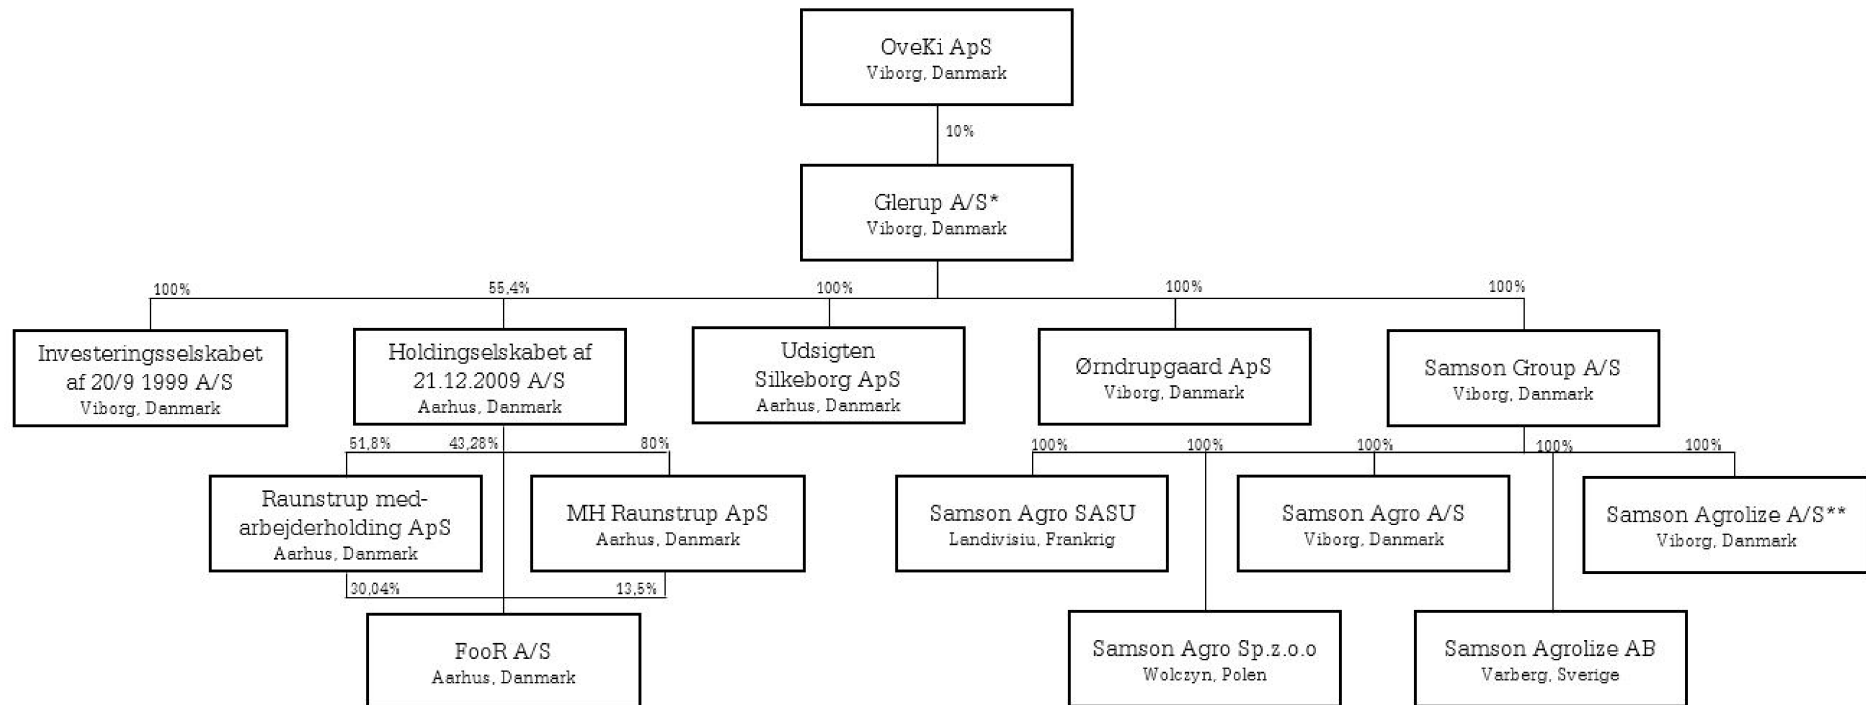 OveKi ApS
Viborg, Danmark
10%
Glerup A/S*
Viborg, Danmark
100%
55,4%
100%
100%
100%
Investeringsselskabet
af 20/9 1999 A/S
Viborg, Danmark
Holdingselskabet af
21.12.2009 A/S
Aarhus, Danmark
Udsigten
Silkeborg ApS
Aarhus, Danmark
Ørndrupgaard ApS
Viborg, Danmark
Samson Group A/S
Viborg, Danmark
51,8%
43,28%
80%
100%
100%
100%
100%
100%
Raunstrup med-
arbejderholding ApS
Aarhus, Danmark
MH Raunstrup ApS
Aarhus, Danmark
Samson Agro SASU
Landivisiu, Frankrig
Samson Agro A/S
Viborg, Danmark
Samson Agrolize A/S**
Viborg, Danmark
30,04%
13,5%
FooR A/S
Aarhus, Danmark
Samson Agro Sp.z.o.o
Wolczyn, Polen
Samson Agrolize AB
Varberg, Sverige